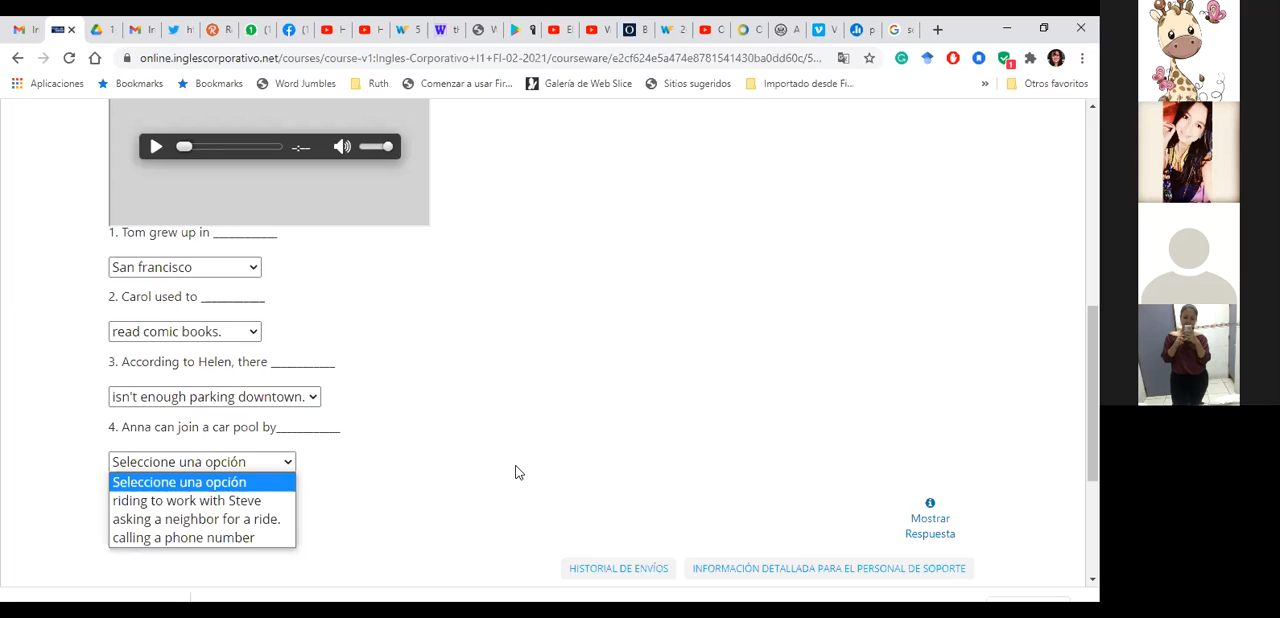 online.inglescorporativo.net/courses/course-v1:Ingles-Corporativo+I1+FI-02-2021/courseware/e2cf624e5a474e8781541430ba0dd60c/5...
Aplicaciones Bookmarks Bookmarks Word Jumbles Ruth Comenzar a usar Fir... Galería de Web Slice Sitios sugeridos Importado desde Fi... » Otros favoritos
-:--
1. Tom grew up in ___________
San francisco
2. Carol used to ___________
read comic books.
3. According to Helen, there ___________
isn't enough parking downtown.
4. Anna can join a car pool by___________
Seleccione una opción
Seleccione una opción
riding to work with Steve
asking a neighbor for a ride.
calling a phone number
Mostrar
Respuesta
HISTORIAL DE ENVÍOS INFORMACIÓN DETALLADA PARA EL PERSONAL DE SOPORTE